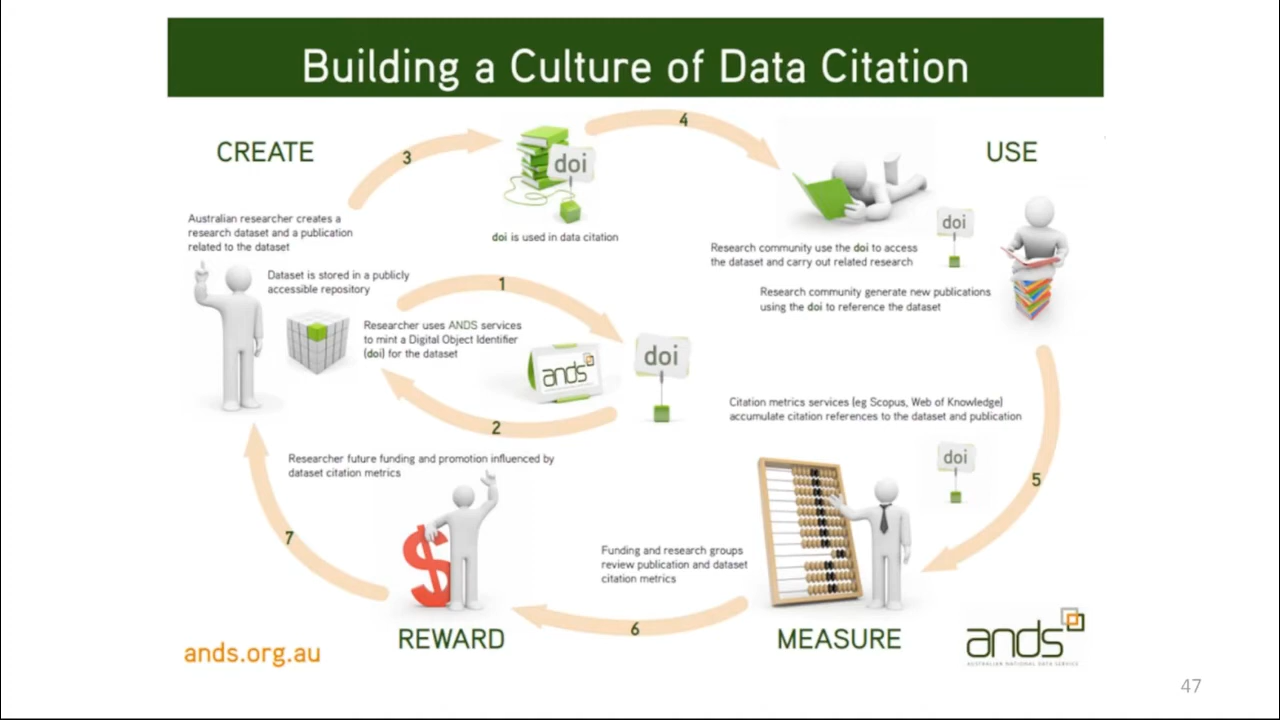 Building a Culture of Data Citation
CREATE
3
doi
doi is used in data citation
4
USE
Australian researcher creates a
research dataset and a publication
related to the dataset
Dataset is stored in a publicly
accessible repository
Researcher uses ANDS services
to mint a Digital Object Identifier
(doi) for the dataset
1
ands
doi
2
doi
Research community use the doi to access
the dataset and carry out related research
Research community generate new publications
using the doi to reference the dataset
Citation metrics services (eg Scopus, Web of Knowledge)
accumulate citation references to the dataset and publication
doi
5
Funding and research groups
review publication and dataset
citation metrics
MEASURE
6
Researcher future funding and promotion influenced by
dataset citation metrics
REWARD
7
ands.org.au
ands
AUSTRALIAN NATIONAL DATA SERVICE
47